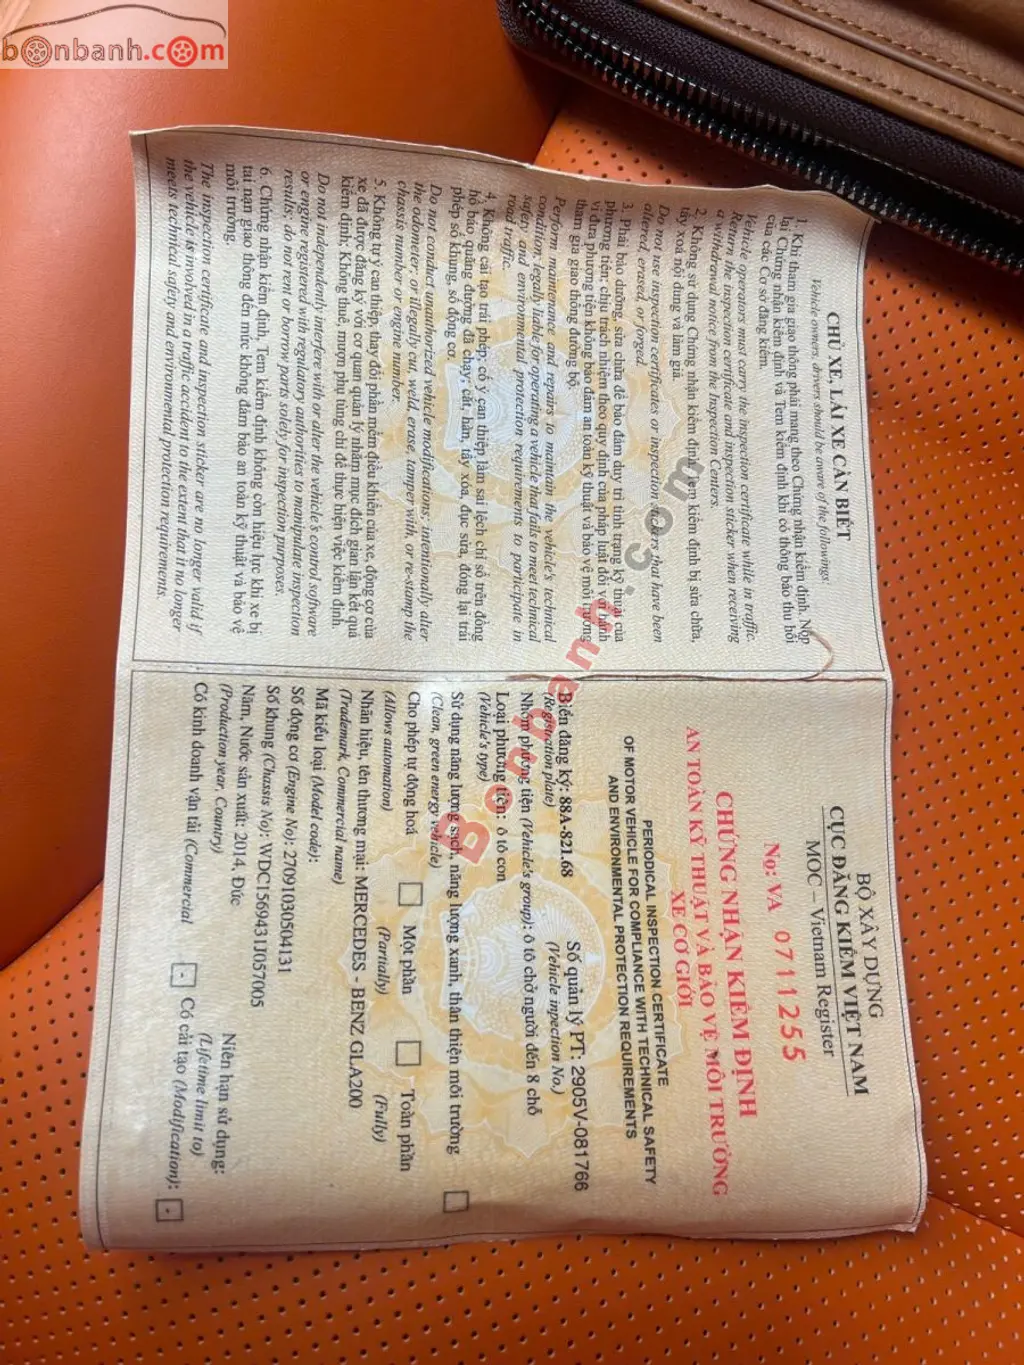 bonbanh.com
CHỦ XE, LÁI XE CẦN BIẾT
Vehicle owners, drivers should be aware of the followings:
1. Khi tham gia giao thông phải mang theo Chứng nhận kiểm định. Nộp
lại Chứng nhận kiểm định và Tem kiểm định khi có thông báo thu hồi
của các Cơ sở đăng kiểm.
Vehicle operators must carry the inspection certificate while in traffic.
Return the inspection certificate and inspection sticker when receiving
a withdrawal notice from the Inspection Centers.
2. Không sử dụng Chứng nhận kiểm định, Tem kiểm định bị sửa chữa,
tẩy xoá nội dung và làm giả.
Do not use inspection certificates or inspection stickers that have been
altered, erased, or forged.
3. Phải bảo dưỡng, sửa chữa để bảo đảm duy trì tình trạng kỹ thuật của
phương tiện; chịu trách nhiệm theo quy định của pháp luật đối với hành
vi đưa phương tiện không bảo đảm an toàn kỹ thuật và bảo vệ môi trường
tham gia giao thông đường bộ.
Perform maintenance and repairs to maintain the vehicle's technical
condition; legally liable for operating a vehicle that fails to meet technical
safety and environmental protection requirements to participate in
road traffic.
4. Không cải tạo trái phép; cố ý can thiệp làm sai lệch chỉ số trên đồng
hồ báo quãng đường đã chạy; cắt, hàn, tẩy xóa, đục sửa, đóng lại trái
phép số khung, số động cơ.
Do not conduct unauthorized vehicle modifications; intentionally alter
the odometer; or illegally cut, weld, erase, tamper with, or re-stamp the
chassis number or engine number.
5. Không tự ý can thiệp, thay đổi phần mềm điều khiển của xe, động cơ của
xe đã được đăng ký với cơ quan quản lý nhằm mục đích gian lận kết quả
kiểm định; Không thuê, mượn phụ tùng chỉ để thực hiện việc kiểm định.
Do not independently interfere with or alter the vehicle's control software
or engine registered with regulatory authorities to manipulate inspection
results; do not rent or borrow parts solely for inspection purposes.
6. Chứng nhận kiểm định, Tem kiểm định không còn hiệu lực khi xe bị
tai nạn giao thông đến mức không đảm bảo an toàn kỹ thuật và bảo vệ
môi trường.
The inspection certificate and inspection sticker are no longer valid if
the vehicle is involved in a traffic accident to the extent that it no longer
meets technical safety and environmental protection requirements.
BỘ XÂY DỰNG
CỤC ĐĂNG KIỂM VIỆT NAM
MOC – Vietnam Register
Nọ: VA 0711255
CHỨNG NHẬN KIỂM ĐỊNH
AN TOÀN KỸ THUẬT VÀ BẢO VỆ MÔI TRƯỜNG
XE CƠ GIỚI
PERIODICAL INSPECTION CERTIFICATE
OF MOTOR VEHICLE FOR COMPLIANCE WITH TECHNICAL SAFETY
AND ENVIRONMENTAL PROTECTION REQUIREMENTS
Biển đăng ký: 88A-821.68 Số quản lý PT: 2905V-081766
(Registration plate) (Vehicle inpection No.)
Nhóm phương tiện (Vehicle's group): ô tô chở người đến 8 chỗ
Loại phương tiện: ô tô con
(Vehicle's type)
Sử dụng năng lượng sạch, năng lượng xanh, thân thiện môi trường
(Clean, green energy vehicle)
Cho phép tự động hoá Một phần Toàn phần
(Allows automation) (Partially) (Fully)
Nhãn hiệu, tên thương mại: MERCEDES - BENZ GLA200
(Trademark, Commercial name)
Mã kiểu loại (Model code):
Số động cơ (Engine No): 27091030504131
Số khung (Chassis No): WDC1569431J057005
Năm, Nước sản xuất: 2014, Đức Niên hạn sử dụng:
(Production year, Country) (Lifetime limit to)
Có kinh doanh vận tải (Commercial - Có cải tạo (Modification): -
Bonbanh.com